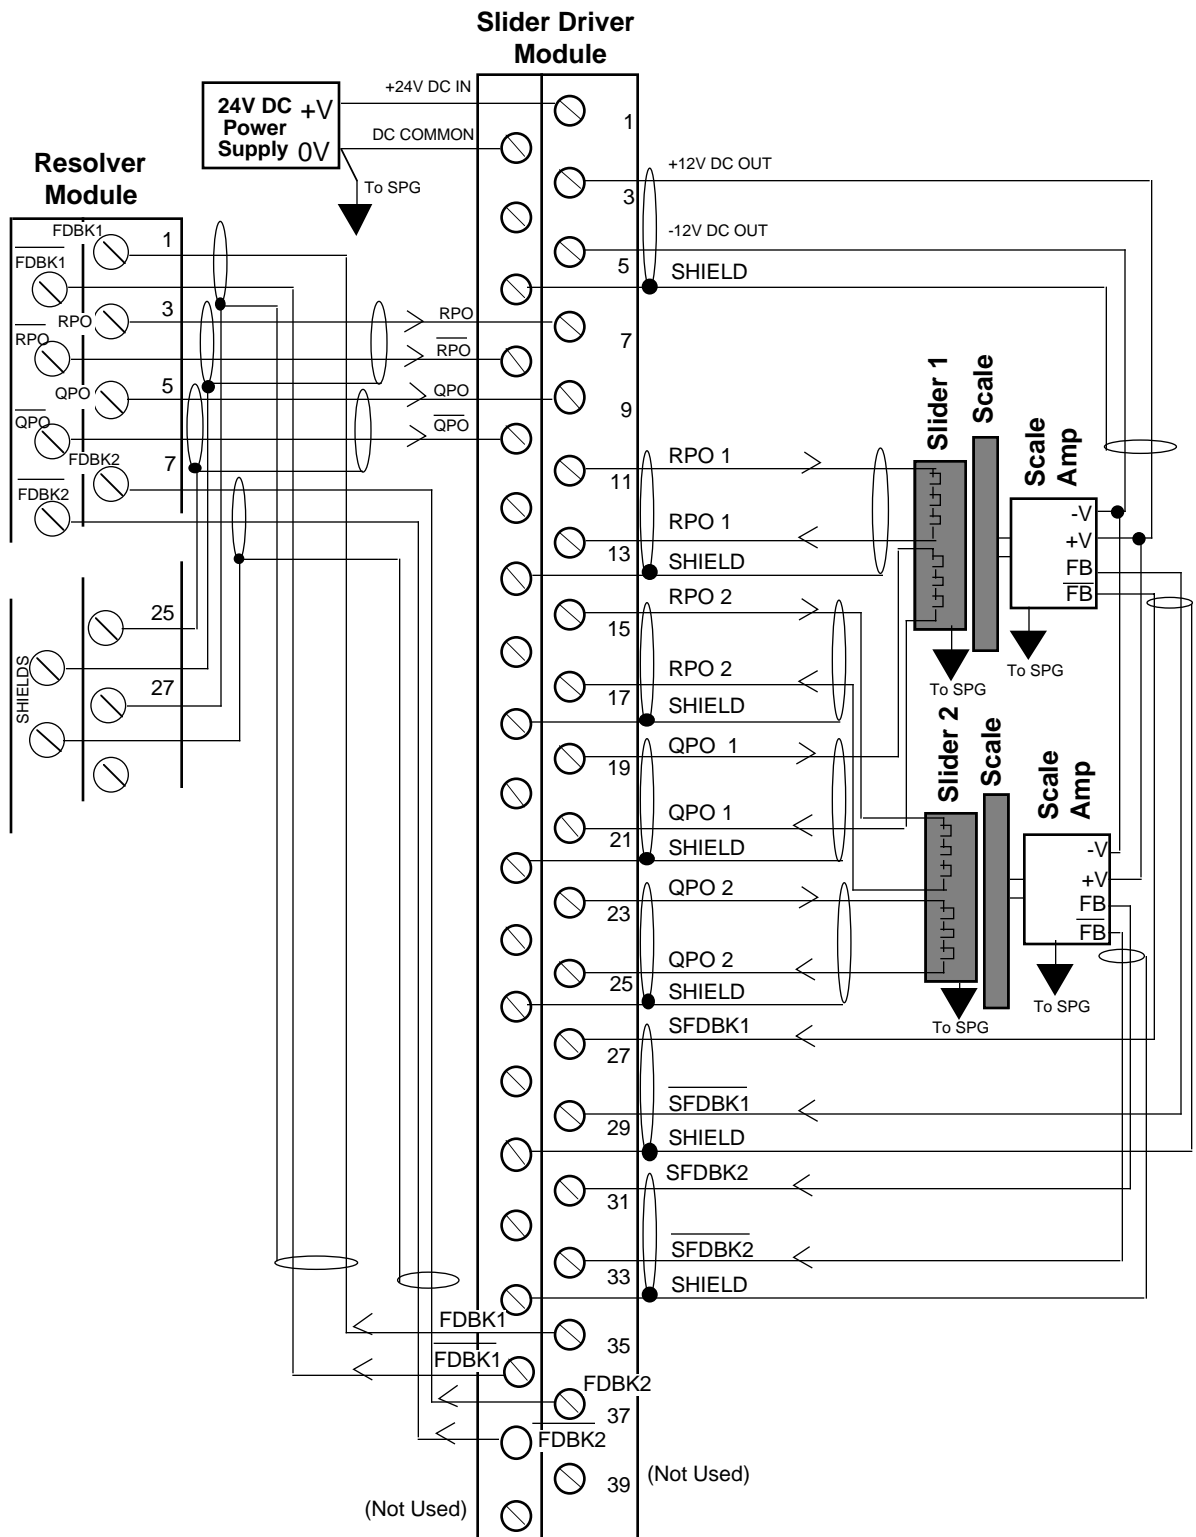 Slider Driver
Module
24V DC +V
Power
Supply 0V
+24V DC IN
DC COMMON
To SPG
Resolver
Module
FDBK1
1
FDBK1
RPO
3
RPO
QPO
5
QPO
FDBK2
7
FDBK2
25
27
SHIELDS
RPO
RPO
QPO
QPO
FDBK1
FDBK1
FDBK2
FDBK2
(Not Used)
1
3
5
7
9
11
13
15
17
19
21
23
25
27
29
31
33
35
37
39
(Not Used)
+12V DC OUT
-12V DC OUT
SHIELD
RPO 1
RPO 1
SHIELD
RPO 2
RPO 2
SHIELD
QPO 1
QPO 1
SHIELD
QPO 2
QPO 2
SHIELD
SFDBK1
SFDBK1
SHIELD
SFDBK2
SFDBK2
SHIELD
Slider 1
Scale
Scale
Amp
-V
+V
FB
FB
To SPG
To SPG
Slider 2
Scale
Scale
Amp
-V
+V
FB
FB
To SPG
To SPG